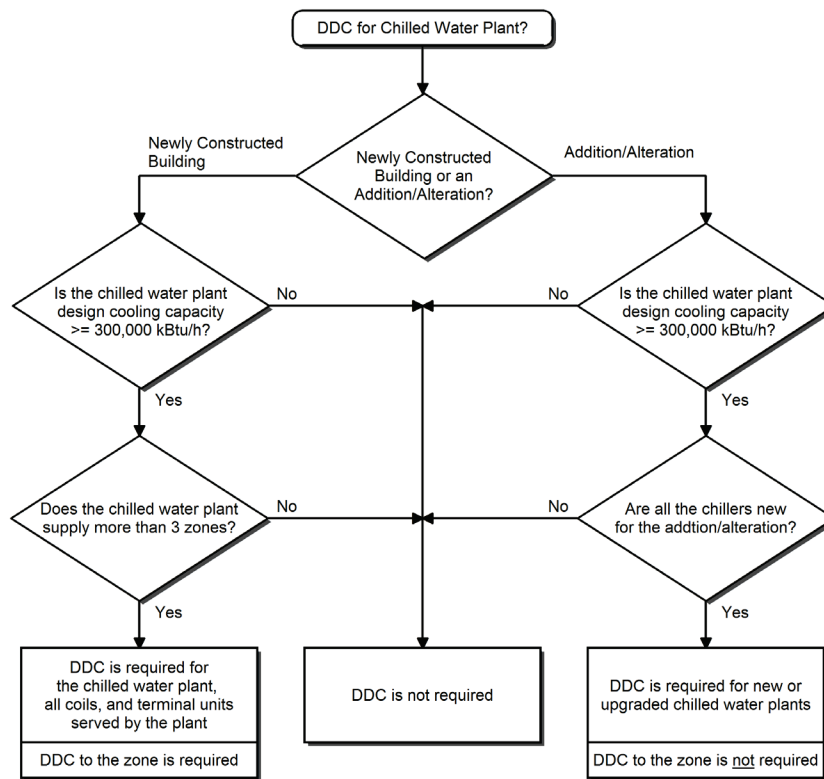 DDC for Chilled Water Plant?
Newly Constructed
Building
Newly Constructed
Building or an
Addition/Alteration?
Addition/Alteration
Is the chilled water plant
design cooling capacity
>= 300,000 kBtu/h?
No
No
Is the chilled water plant
design cooling capacity
>= 300,000 kBtu/h?
Yes
Yes
Does the chilled water plant
supply more than 3 zones?
No
No
Are all the chillers new
for the addtion/alteration?
Yes
Yes
DDC is required for
the chilled water plant,
all coils, and terminal units
served by the plant
DDC to the zone is required
DDC is not required
DDC is required for new or
upgraded chilled water plants
DDC to the zone is not required